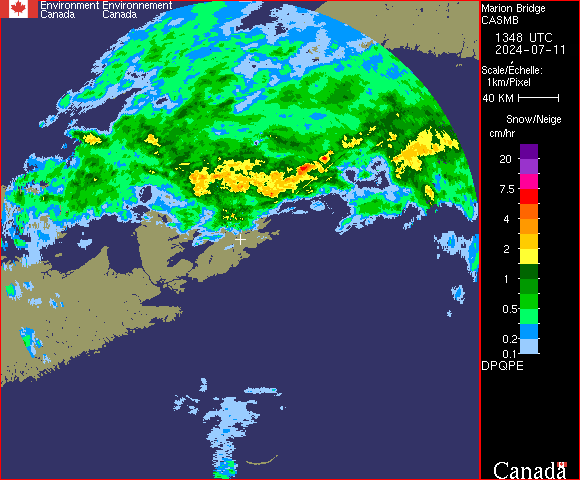 Environment Environnement
Canada Canada
Marion Bridge
CASMB
1348 UTC
2024-07-11
Scale/Echelle:
1km/Pixel
40 KM
Snow/Neige
cm/hr
20
7.5
4
2
1
0.5
0.2
0.1
DPQPE
Canada